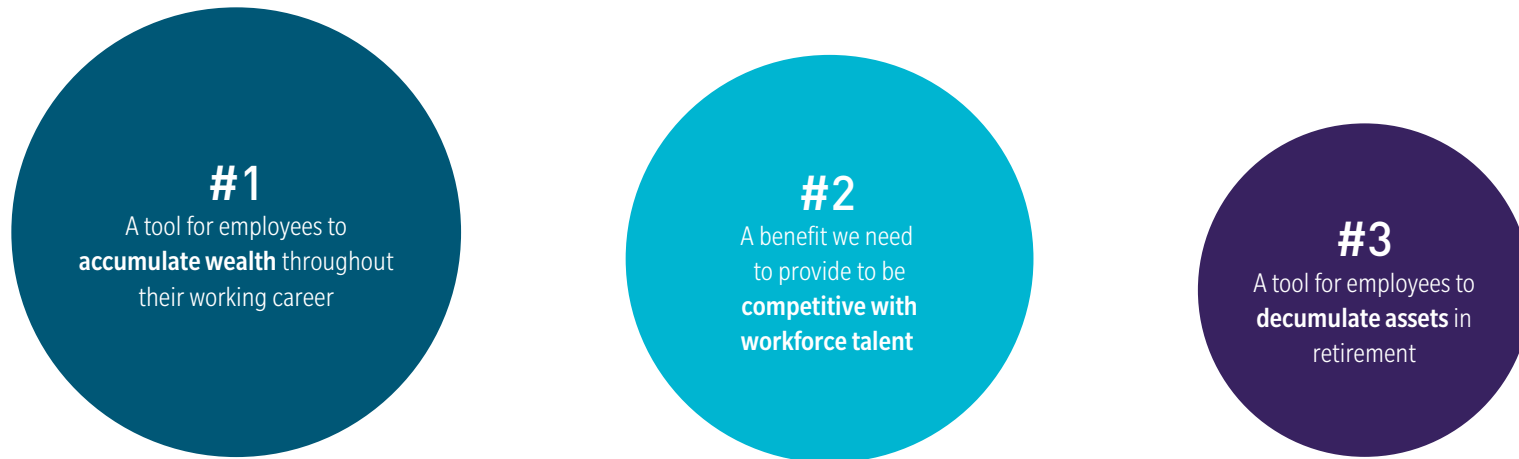 #1
A tool for employees to
accumulate wealth throughout
their working career
#2
A benefit we need
to provide to be
competitive with
workforce talent
#3
A tool for employees to
decumulate assets in
retirement